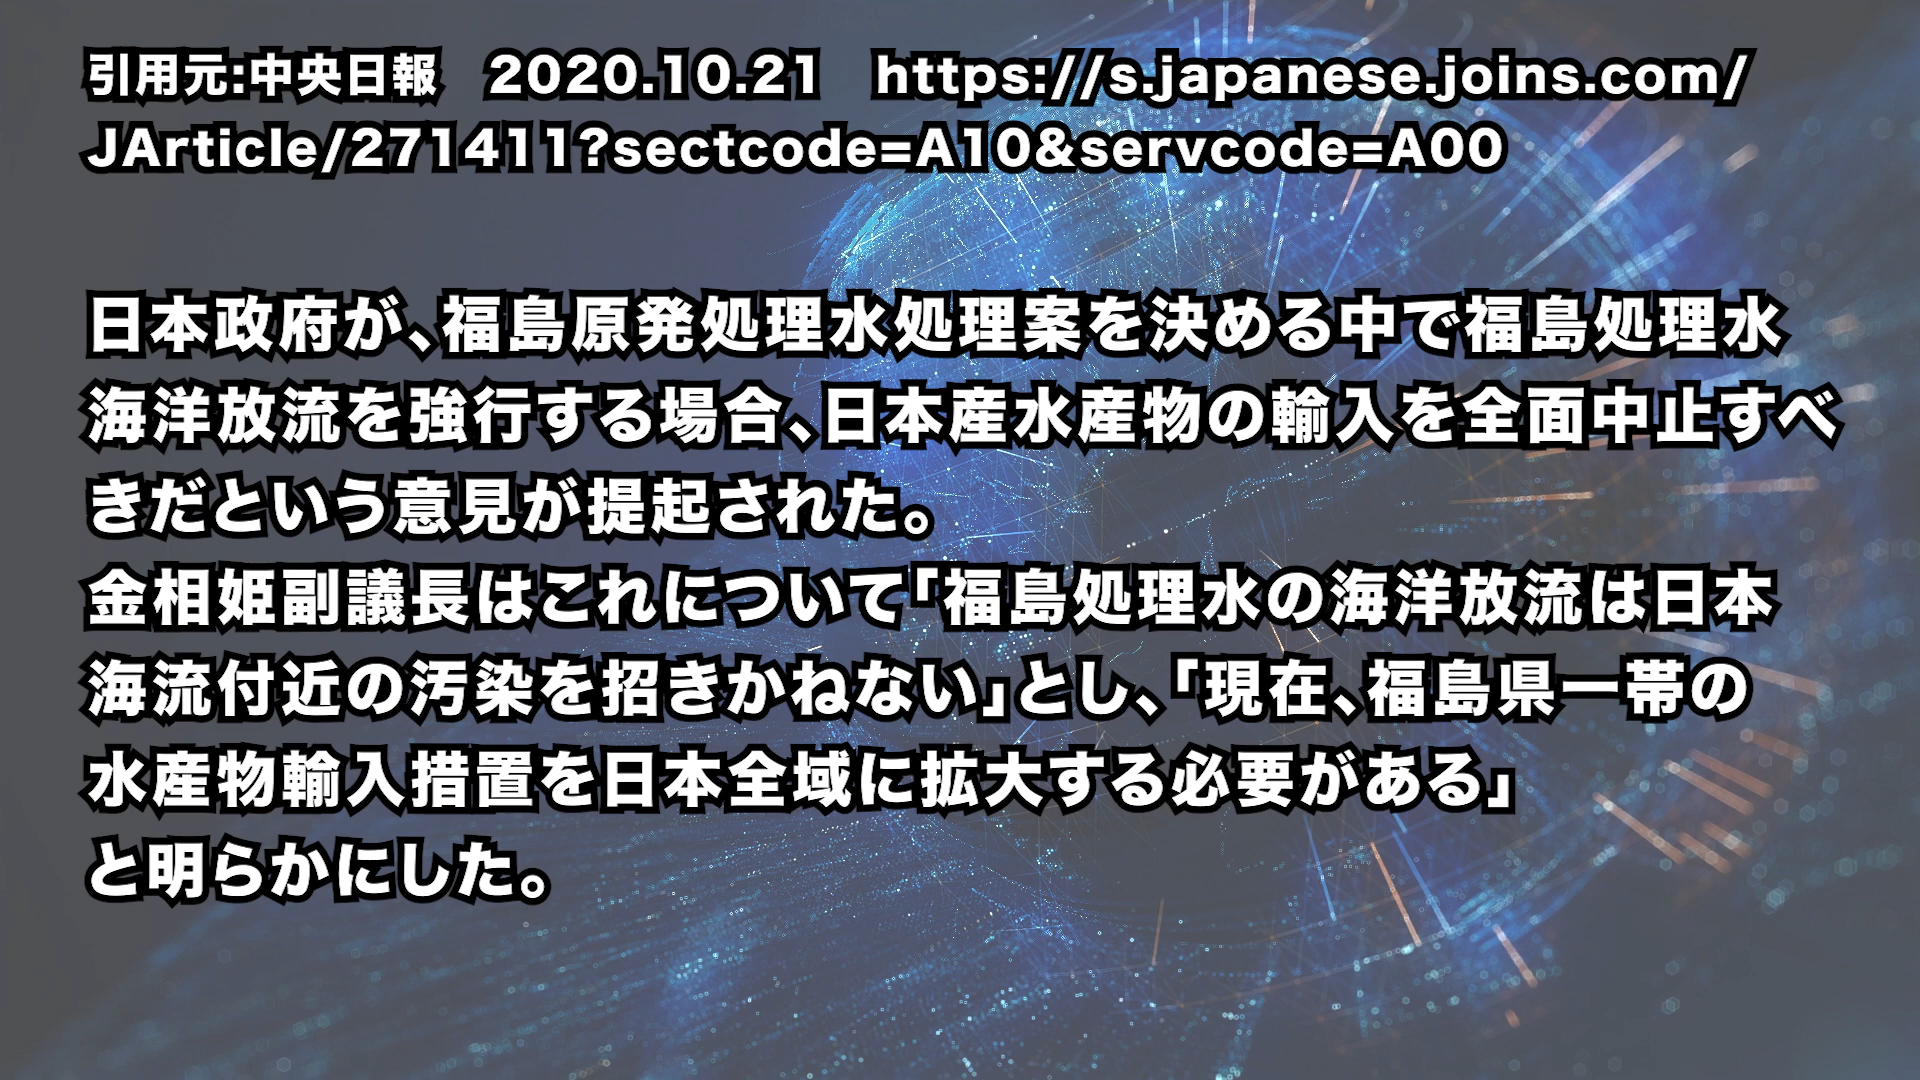 引用元:中央日報　2020.10.21　https://s.japanese.joins.com/
JArticle/271411?sectcode=A10&servcode=A00
日本政府が、福島原発処理水処理案を決める中で福島処理水
海洋放流を強行する場合、日本産水産物の輸入を全面中止すべ
きだという意見が提起された。
金相姫副議長はこれについて「福島処理水の海洋放流は日本
海流付近の汚染を招きかねない」とし、「現在、福島県一帯の
水産物輸入措置を日本全域に拡大する必要がある」
と明らかにした。